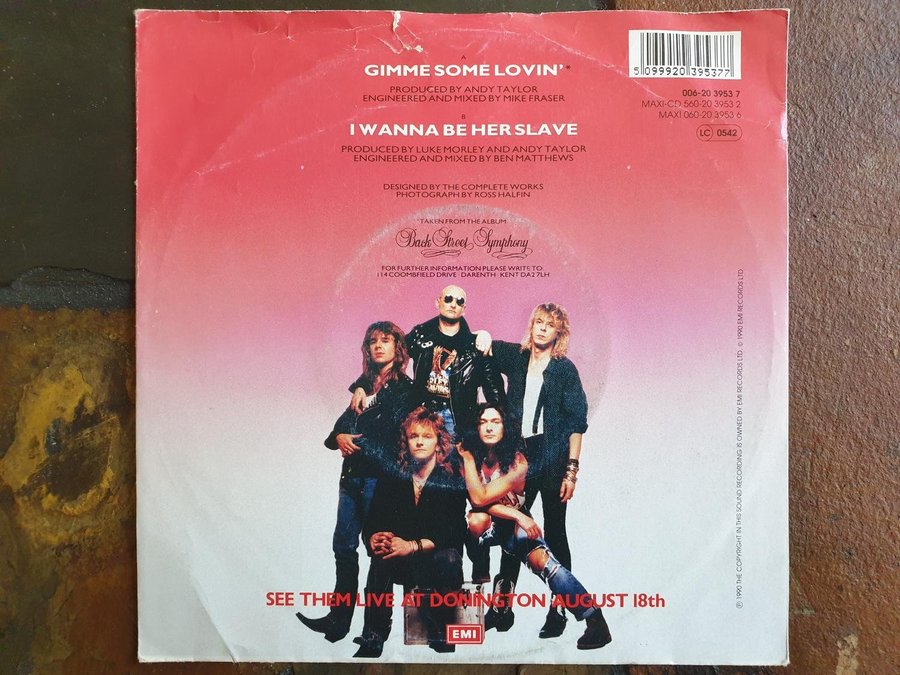 A
GIMME SOME LOVIN'*
PRODUCED BY ANDY TAYLOR
ENGINEERED AND MIXED BY MIKE FRASER
B
I WANNA BE HER SLAVE
PRODUCED BY LUKE MORLEY AND ANDY TAYLOR
ENGINEERED AND MIXED BY BEN MATTHEWS
DESIGNED BY THE COMPLETE WORKS
PHOTOGRAPH BY ROSS HALFIN
*TAKEN FROM THE ALBUM:
Back Street Symphony
FOR FURTHER INFORMATION PLEASE WRITE TO:
114 COOMBFIELD DRIVE · DARENTH · KENT DA2 7LH
5 099920 395377
006-20 3953 7
MAXI-CD 560-20 3953 2
MAXI 060-20 3953 6
LC 0542
SEE THEM LIVE AT DONINGTON AUGUST 18th
EMI
℗ 1990 THE COPYRIGHT IN THIS SOUND RECORDING IS OWNED BY EMI RECORDS LTD. © 1990 EMI RECORDS LTD.